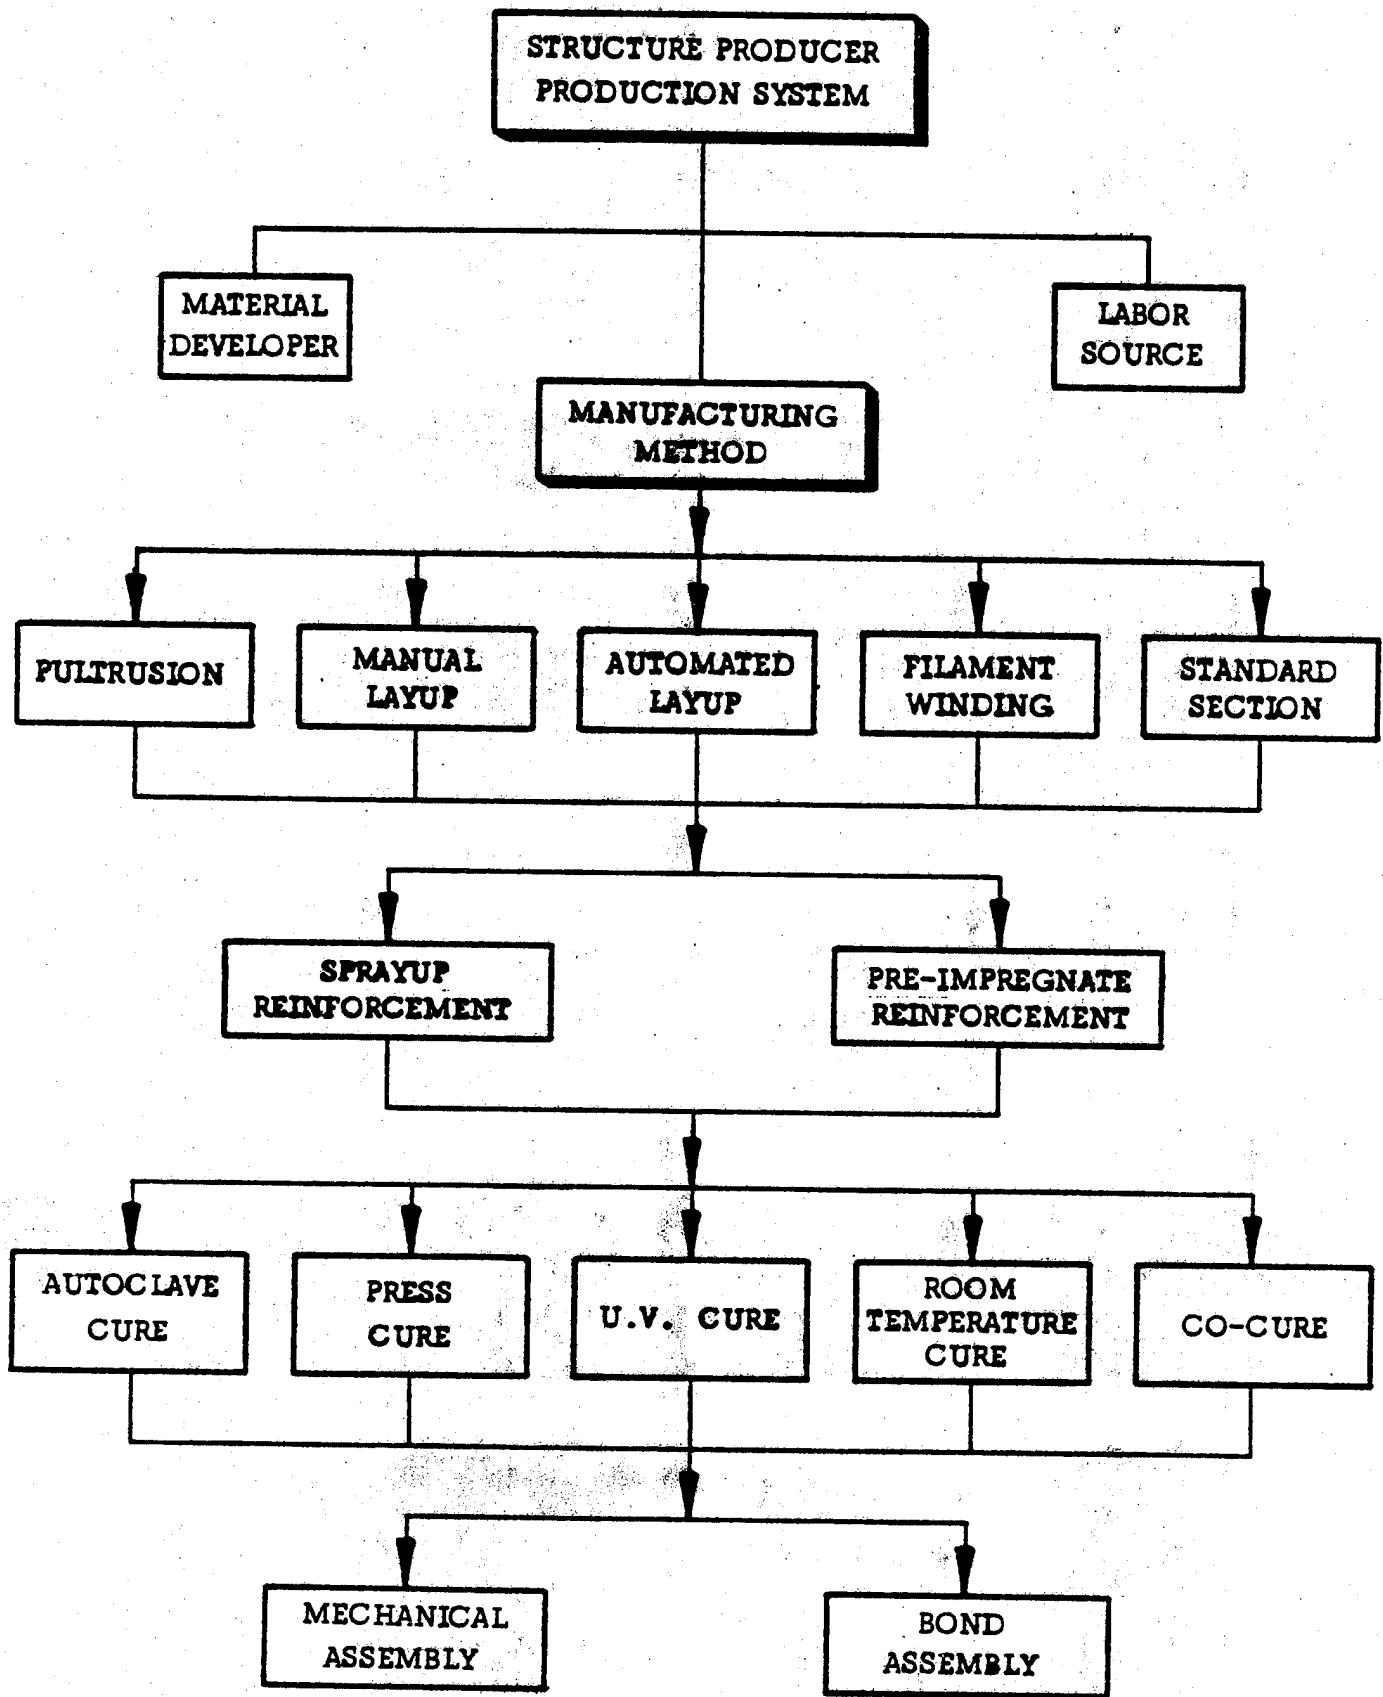 STRUCTURE PRODUCER
PRODUCTION SYSTEM
MATERIAL
DEVELOPER
LABOR
SOURCE
MANUFACTURING
METHOD
PULTRUSION
MANUAL
LAYUP
AUTOMATED
LAYUP
FILAMENT
WINDING
STANDARD
SECTION
SPRAYUP
REINFORCEMENT
PRE-IMPREGNATE
REINFORCEMENT
AUTOCLAVE
CURE
PRESS
CURE
U.V. CURE
ROOM
TEMPERATURE
CURE
CO-CURE
MECHANICAL
ASSEMBLY
BOND
ASSEMBLY